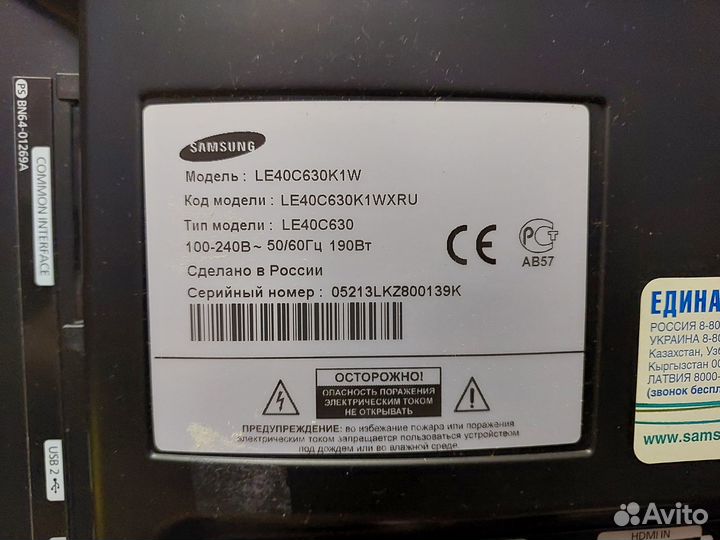 SAMSUNG
Модель : LE40C630K1W
Код модели : LE40C630K1WXRU
Тип модели : LE40C630
100-240В~ 50/60Гц 190Вт
Сделано в России
Серийный номер : 05213LKZ800139K
CE
РСТ
АВ57
ОСТОРОЖНО!
ОПАСНОСТЬ ПОРАЖЕНИЯ
ЭЛЕКТРИЧЕСКИМ ТОКОМ
НЕ ОТКРЫВАТЬ
ПРЕДУПРЕЖДЕНИЕ: во избежание пожара или поражения
электрическим током запрещается пользоваться устройством
под дождем или во влажной среде.
PS BN64-01269A
COMMON INTERFACE
USB 2
ЕДИНА
РОССИЯ 8-80
УКРАИНА 8-80
Казахстан, Узб
Кыргызстан 00
ЛАТВИЯ 8000-
(звонок беспл
www.sams
HDMI IN
Avito